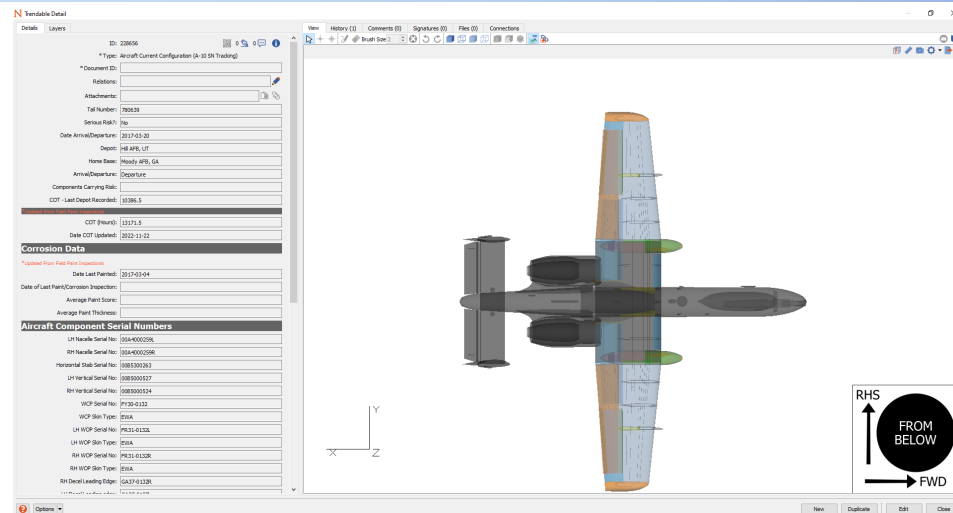 N Trendable Detail
Details Layers
ID: 228656 0 0
* Type: Aircraft Current Configuration (A-10 SN Tracking)
* Document ID:
Relations:
Attachments:
Tail Number: 780639
Serious Risk?: No
Date Arrival/Departure: 2017-03-20
Depot: Hill AFB, UT
Home Base: Moody AFB, GA
Arrival/Departure: Departure
Components Carrying Risk:
COT - Last Depot Recorded: 10386.5
COT (Hours): 13171.5
Date COT Updated: 2022-11-22
Corrosion Data
*Updated From Field Paint Inspections
Date Last Painted: 2017-03-04
Date of Last Paint/Corrosion Inspection:
Average Paint Score:
Average Paint Thickness:
Aircraft Component Serial Numbers
LH Nacelle Serial No: 00A4000259L
RH Nacelle Serial No: 00A4000259R
Horizontal Stab Serial No: 00B5300263
LH Vertical Serial No: 00B5000527
RH Vertical Serial No: 00B5000524
WCP Serial No: FY30-0132
WCP Skin Type: EWA
LH WOP Serial No: FR31-0132L
LH WOP Skin Type: EWA
RH WOP Serial No: FR31-0132R
RH WOP Skin Type: EWA
RH Decel Leading Edge: GA37-0132R
Options
View History (1) Comments (0) Signatures (0) Files (0) Connections
Brush Size 2
Y
X Z
RHS
FROM
BELOW
FWD
New Duplicate Edit Close